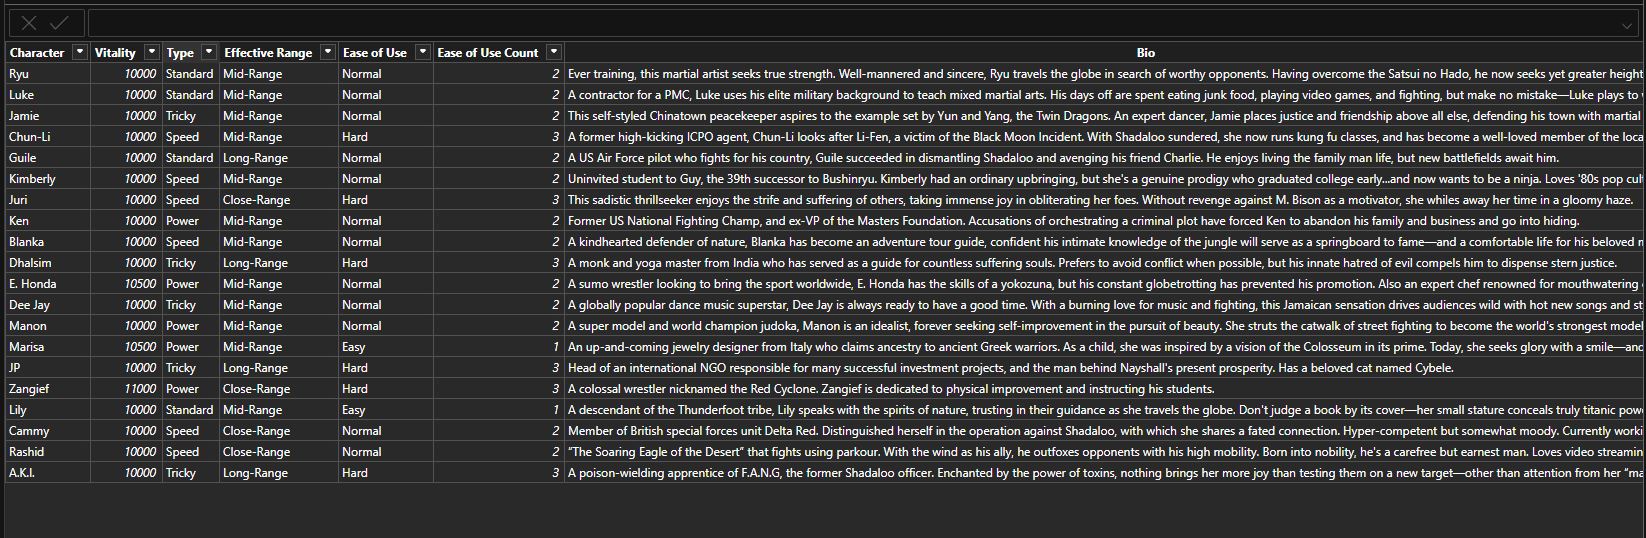 Character Vitality Type Effective Range Ease of Use Ease of Use Count Bio
Ryu 10000 Standard Mid-Range Normal 2 Ever training, this martial artist seeks true strength. Well-mannered and sincere, Ryu travels the globe in search of worthy opponents. Having overcome the Satsui no Hado, he now seeks yet greater height
Luke 10000 Standard Mid-Range Normal 2 A contractor for a PMC, Luke uses his elite military background to teach mixed martial arts. His days off are spent eating junk food, playing video games, and fighting, but make no mistake—Luke plays to
Jamie 10000 Tricky Mid-Range Normal 2 This self-styled Chinatown peacekeeper aspires to the example set by Yun and Yang, the Twin Dragons. An expert dancer, Jamie places justice and friendship above all else, defending his town with martial
Chun-Li 10000 Speed Mid-Range Hard 3 A former high-kicking ICPO agent, Chun-Li looks after Li-Fen, a victim of the Black Moon Incident. With Shadaloo sundered, she now runs kung fu classes, and has become a well-loved member of the loca
Guile 10000 Standard Long-Range Normal 2 A US Air Force pilot who fights for his country, Guile succeeded in dismantling Shadaloo and avenging his friend Charlie. He enjoys living the family man life, but new battlefields await him.
Kimberly 10000 Speed Mid-Range Normal 2 Uninvited student to Guy, the 39th successor to Bushinryu. Kimberly had an ordinary upbringing, but she's a genuine prodigy who graduated college early...and now wants to be a ninja. Loves '80s pop cul
Juri 10000 Speed Close-Range Hard 3 This sadistic thrillseeker enjoys the strife and suffering of others, taking immense joy in obliterating her foes. Without revenge against M. Bison as a motivator, she whiles away her time in a gloomy haze.
Ken 10000 Power Mid-Range Normal 2 Former US National Fighting Champ, and ex-VP of the Masters Foundation. Accusations of orchestrating a criminal plot have forced Ken to abandon his family and business and go into hiding.
Blanka 10000 Speed Mid-Range Normal 2 A kindhearted defender of nature, Blanka has become an adventure tour guide, confident his intimate knowledge of the jungle will serve as a springboard to fame—and a comfortable life for his beloved
Dhalsim 10000 Tricky Long-Range Hard 3 A monk and yoga master from India who has served as a guide for countless suffering souls. Prefers to avoid conflict when possible, but his innate hatred of evil compels him to dispense stern justice.
E. Honda 10500 Power Mid-Range Normal 2 A sumo wrestler looking to bring the sport worldwide, E. Honda has the skills of a yokozuna, but his constant globetrotting has prevented his promotion. Also an expert chef renowned for mouthwatering
Dee Jay 10000 Tricky Mid-Range Normal 2 A globally popular dance music superstar, Dee Jay is always ready to have a good time. With a burning love for music and fighting, this Jamaican sensation drives audiences wild with hot new songs and st
Manon 10000 Power Mid-Range Normal 2 A super model and world champion judoka, Manon is an idealist, forever seeking self-improvement in the pursuit of beauty. She struts the catwalk of street fighting to become the world's strongest model
Marisa 10500 Power Mid-Range Easy 1 An up-and-coming jewelry designer from Italy who claims ancestry to ancient Greek warriors. As a child, she was inspired by a vision of the Colosseum in its prime. Today, she seeks glory with a smile—and
JP 10000 Tricky Long-Range Hard 3 Head of an international NGO responsible for many successful investment projects, and the man behind Nayshall's present prosperity. Has a beloved cat named Cybele.
Zangief 11000 Power Close-Range Hard 3 A colossal wrestler nicknamed the Red Cyclone. Zangief is dedicated to physical improvement and instructing his students.
Lily 10000 Standard Mid-Range Easy 1 A descendant of the Thunderfoot tribe, Lily speaks with the spirits of nature, trusting in their guidance as she travels the globe. Don't judge a book by its cover—her small stature conceals truly titanic pow
Cammy 10000 Speed Close-Range Normal 2 Member of British special forces unit Delta Red. Distinguished herself in the operation against Shadaloo, with which she shares a fated connection. Hyper-competent but somewhat moody. Currently worki
Rashid 10000 Speed Close-Range Normal 2 “The Soaring Eagle of the Desert” that fights using parkour. With the wind as his ally, he outfoxes opponents with his high mobility. Born into nobility, he's a carefree but earnest man. Loves video streamin
A.K.I. 10000 Tricky Long-Range Hard 3 A poison-wielding apprentice of F.A.N.G, the former Shadaloo officer. Enchanted by the power of toxins, nothing brings her more joy than testing them on a new target—other than attention from her “ma